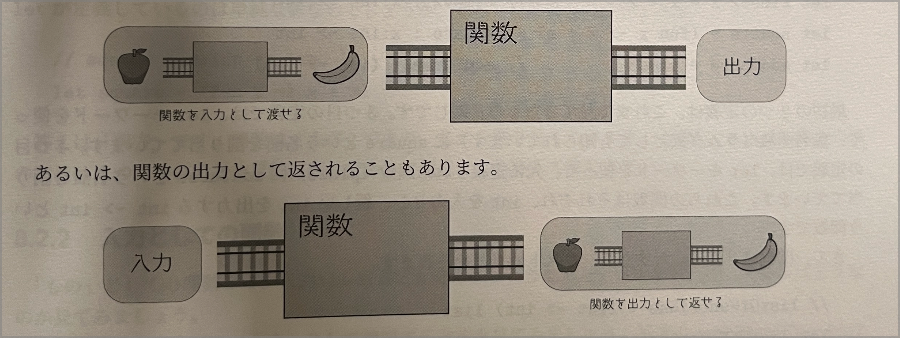 関数
出力
関数を入力として渡せる
あるいは、関数の出力として返されることもあります。
関数
入力
関数を出力として返せる